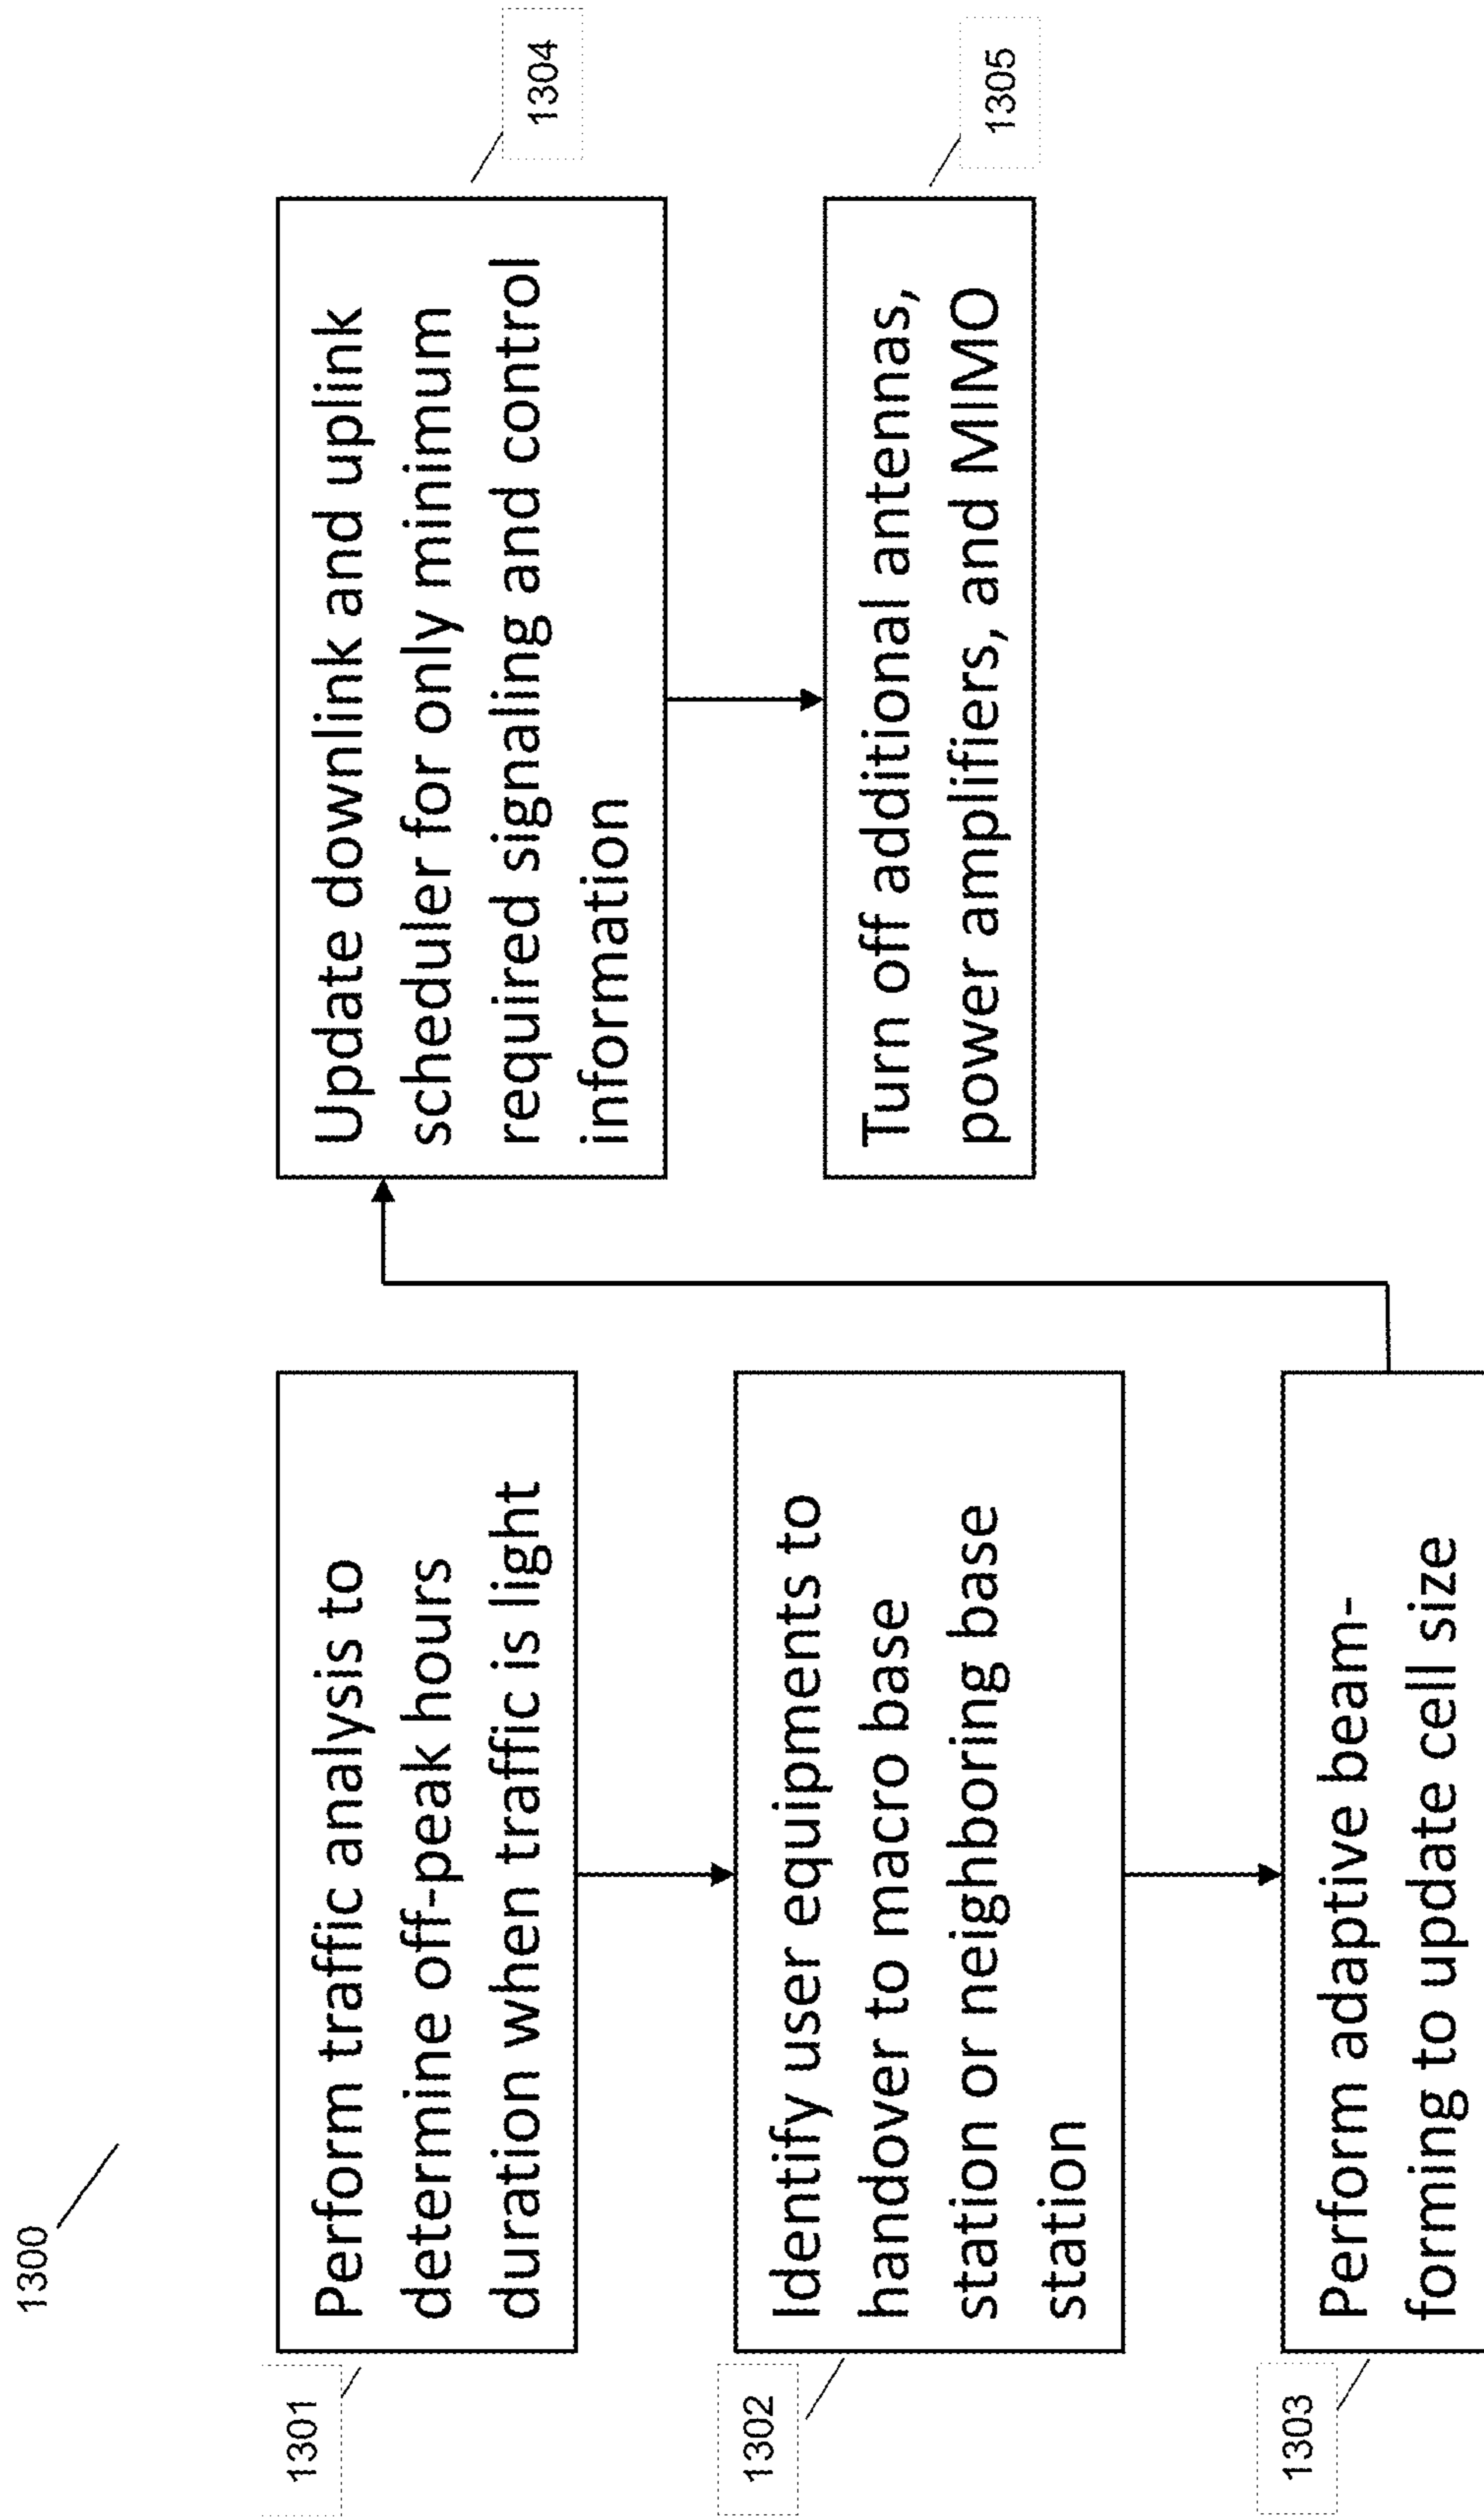 1300
1301
Perform traffic analysis to
determine off-peak hours
duration when traffic is light
1302
Identify user equipments to
handover to macro base
station or neighboring base
station
1303
Perform adaptive beam-
forming to update cell size
1304
Update downlink and uplink
scheduler for only minimum
required signaling and control
information
1305
Turn off additional antennas,
power amplifiers, and MIMO